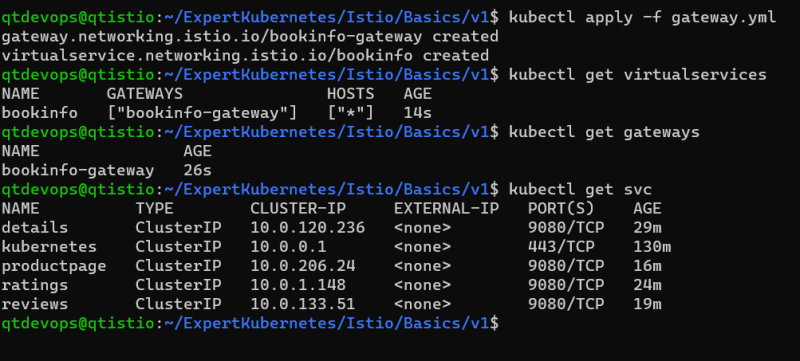 qtdevops@qtistio:~/ExpertKubernetes/Istio/Basics/v1$ kubectl apply -f gateway.yml
gateway.networking.istio.io/bookinfo-gateway created
virtualservice.networking.istio.io/bookinfo created
qtdevops@qtistio:~/ExpertKubernetes/Istio/Basics/v1$ kubectl get virtualservices
NAME       GATEWAYS               HOSTS   AGE
bookinfo   ["bookinfo-gateway"]   ["*"]   14s
qtdevops@qtistio:~/ExpertKubernetes/Istio/Basics/v1$ kubectl get gateways
NAME               AGE
bookinfo-gateway   26s
qtdevops@qtistio:~/ExpertKubernetes/Istio/Basics/v1$ kubectl get svc
NAME          TYPE        CLUSTER-IP     EXTERNAL-IP   PORT(S)    AGE
details       ClusterIP   10.0.120.236   <none>        9080/TCP   29m
kubernetes    ClusterIP   10.0.0.1       <none>        443/TCP    130m
productpage   ClusterIP   10.0.206.24    <none>        9080/TCP   16m
ratings       ClusterIP   10.0.1.148     <none>        9080/TCP   24m
reviews       ClusterIP   10.0.133.51    <none>        9080/TCP   19m
qtdevops@qtistio:~/ExpertKubernetes/Istio/Basics/v1$